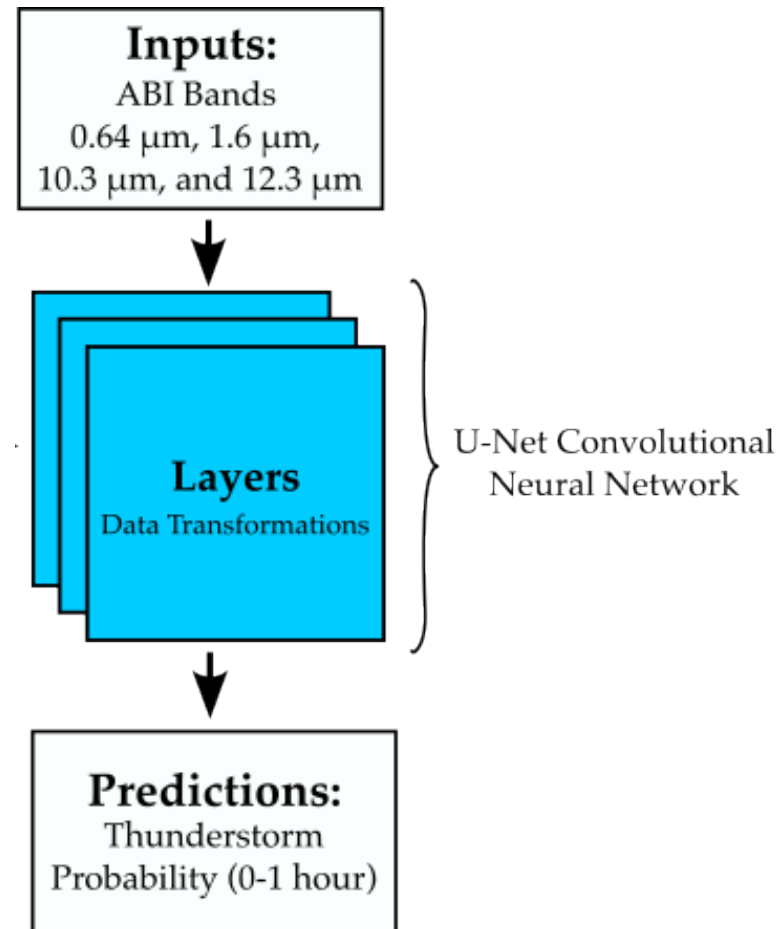 Inputs:
ABI Bands
0.64 µm, 1.6 µm,
10.3 µm, and 12.3 µm
Layers
Data Transformations
U-Net Convolutional
Neural Network
Predictions:
Thunderstorm
Probability (0-1 hour)